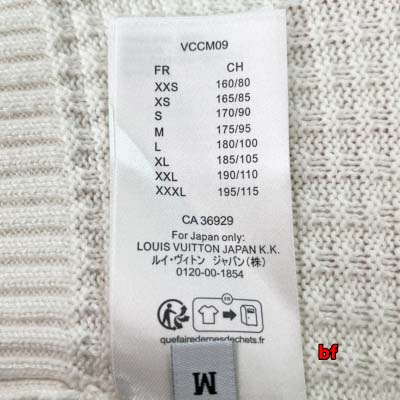 VCCM09
FR CH
XXS 160/80
XS 165/85
S 170/90
M 175/95
L 180/100
XL 185/105
XXL 190/110
XXXL 195/115
CA 36929
For Japan only:
LOUIS VUITTON JAPAN K.K.
ルイ・ヴィトン ジャパン(株)
0120-00-1854
FR
quefairedemesdechets.fr
M
bf